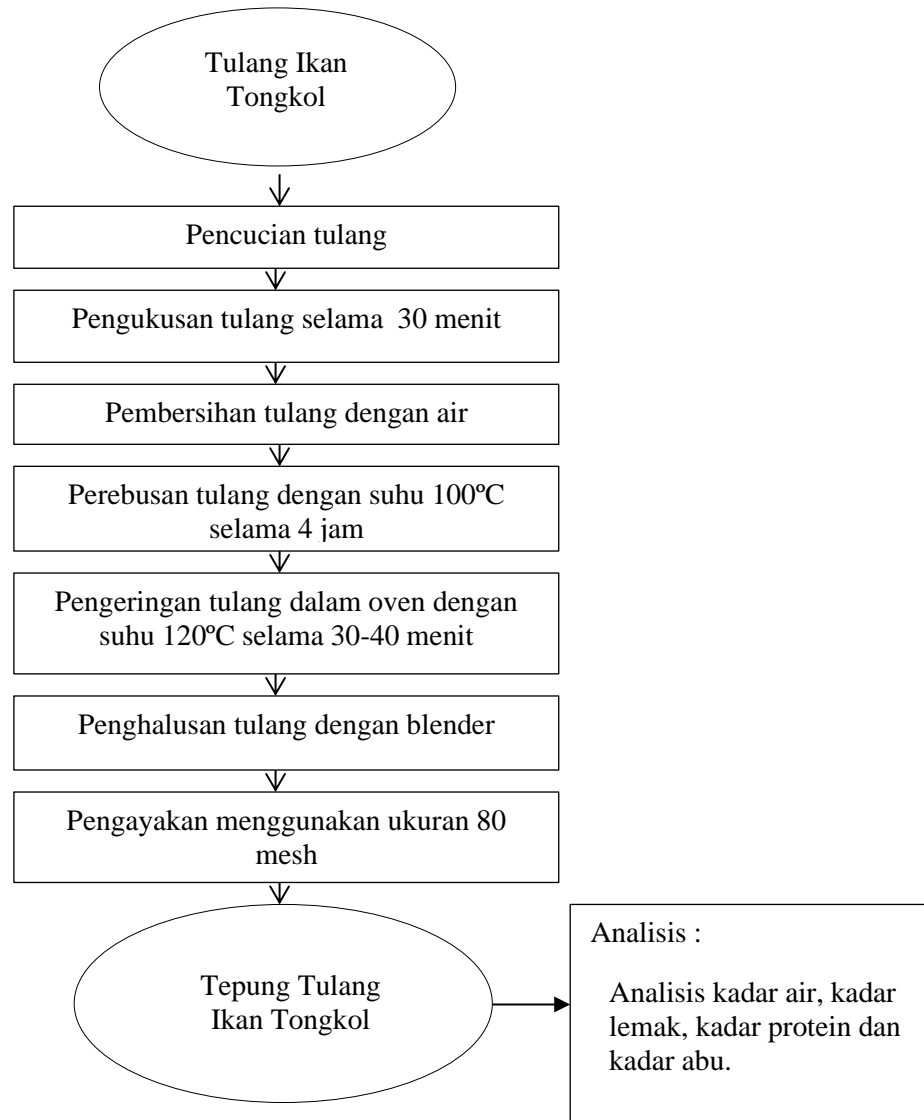 Tulang Ikan
Tongkol
Pencucian tulang
Pengukusan tulang selama 30 menit
Pembersihan tulang dengan air
Perebusan tulang dengan suhu 100ºC
selama 4 jam
Pengeringan tulang dalam oven dengan
suhu 120ºC selama 30-40 menit
Penghalusan tulang dengan blender
Pengayakan menggunakan ukuran 80
mesh
Tepung Tulang
Ikan Tongkol
Analisis :
Analisis kadar air, kadar
lemak, kadar protein dan
kadar abu.